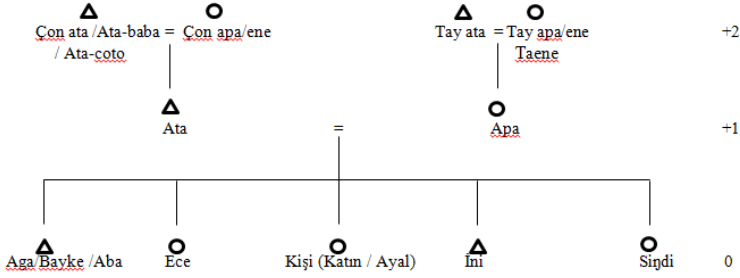 Çon ata /Ata-baba = Çon apa/ene Tay ata =Tay apa/ene +2
/ Ata-coto Taene
Ata = Apa +1
Aga/Bayke /Aba Ece Kişi (Katın / Ayal) İni Siŋdi 0